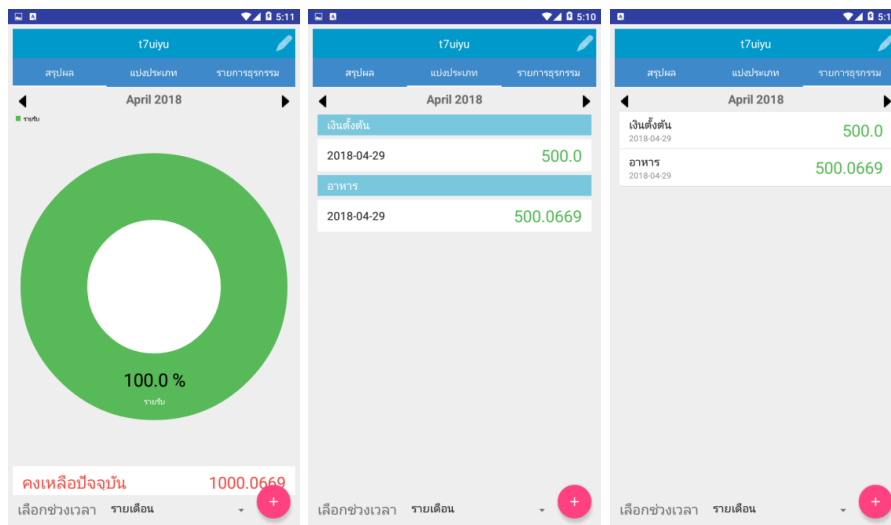 5:11
t7uiyu
สรุปผล แบ่งประเภท รายการธุรกรรม
April 2018
รายรับ
100.0 %
รายรับ
คงเหลือปัจจุบัน 1000.0669
เลือกช่วงเวลา รายเดือน
+
5:10
t7uiyu
สรุปผล แบ่งประเภท รายการธุรกรรม
April 2018
เงินตั้งต้น
2018-04-29 500.0
อาหาร
2018-04-29 500.0669
เลือกช่วงเวลา รายเดือน
+
t7uiyu
สรุปผล แบ่งประเภท รายการธุรกรรม
April 2018
เงินตั้งต้น
2018-04-29
500.0
อาหาร
2018-04-29
500.0669
เลือกช่วงเวลา รายเดือน
+